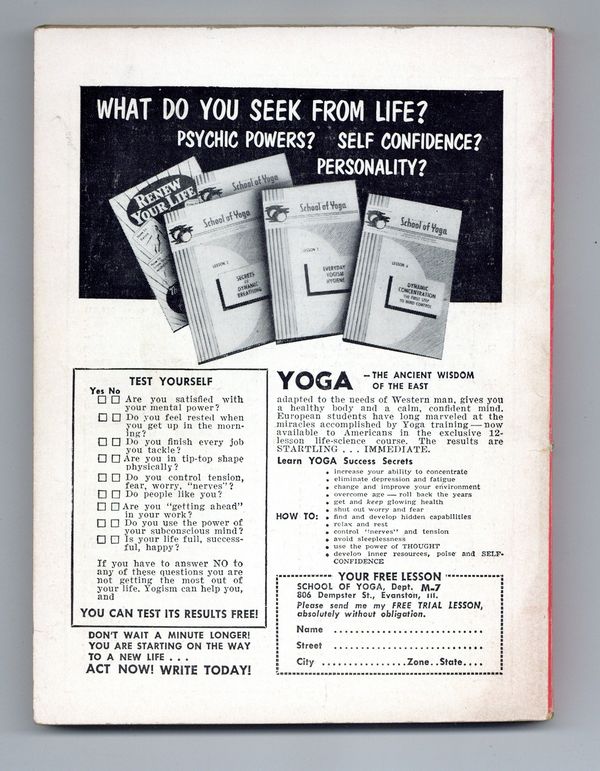 WHAT DO YOU SEEK FROM LIFE?
PSYCHIC POWERS? SELF CONFIDENCE?
PERSONALITY?
RENEW
YOUR LIFE
School of Yoga
School of Yoga
LESSON
SECRETS
OF
DYNAMIC
BREATHING
School of Yoga
LESSON
EVERYDAY
YOGISM
HYGIENE
School of Yoga
LESSON
DYNAMIC
CONCENTRATION
THE FIRST STEP
TO MIND CONTROL
TEST YOURSELF
Yes No
Are you satisfied with
your mental power?
Do you feel rested when
you get up in the morn-
ing?
Do you finish every job
you tackle?
Are you in tip-top shape
physically?
Do you control tension,
fear, worry, "nerves"?
Do people like you?
Are you "getting ahead"
in your work?
Do you use the power of
your subconscious mind?
Is your life full, success-
ful, happy?
If you have to answer NO to
any of these questions you are
not getting the most out of
your life. Yogism can help you,
and
YOU CAN TEST ITS RESULTS FREE!
DON'T WAIT A MINUTE LONGER!
YOU ARE STARTING ON THE WAY
TO A NEW LIFE . . .
ACT NOW! WRITE TODAY!
YOGA — THE ANCIENT WISDOM
OF THE EAST
adapted to the needs of Western man, gives you
a healthy body and a calm, confident mind.
European students have long marveled at the
miracles accomplished by Yoga training — now
available to Americans in the exclusive 12-
lesson life-science course. The results are
STARTLING . . . IMMEDIATE.
Learn YOGA Success Secrets
HOW TO:
• increase your ability to concentrate
• eliminate depression and fatigue
• change and improve your environment
• overcome age — roll back the years
• get and keep glowing health
• shut out worry and fear
• find and develop hidden capabilities
• relax and rest
• control "nerves" and tension
• avoid sleeplessness
• use the power of THOUGHT
• develop inner resources, poise and SELF-
CONFIDENCE
YOUR FREE LESSON
SCHOOL OF YOGA, Dept. M-7
806 Dempster St., Evanston, Ill.
Please send me my FREE TRIAL LESSON,
absolutely without obligation.
Name ..............................
Street ..............................
City ....................Zone..State....